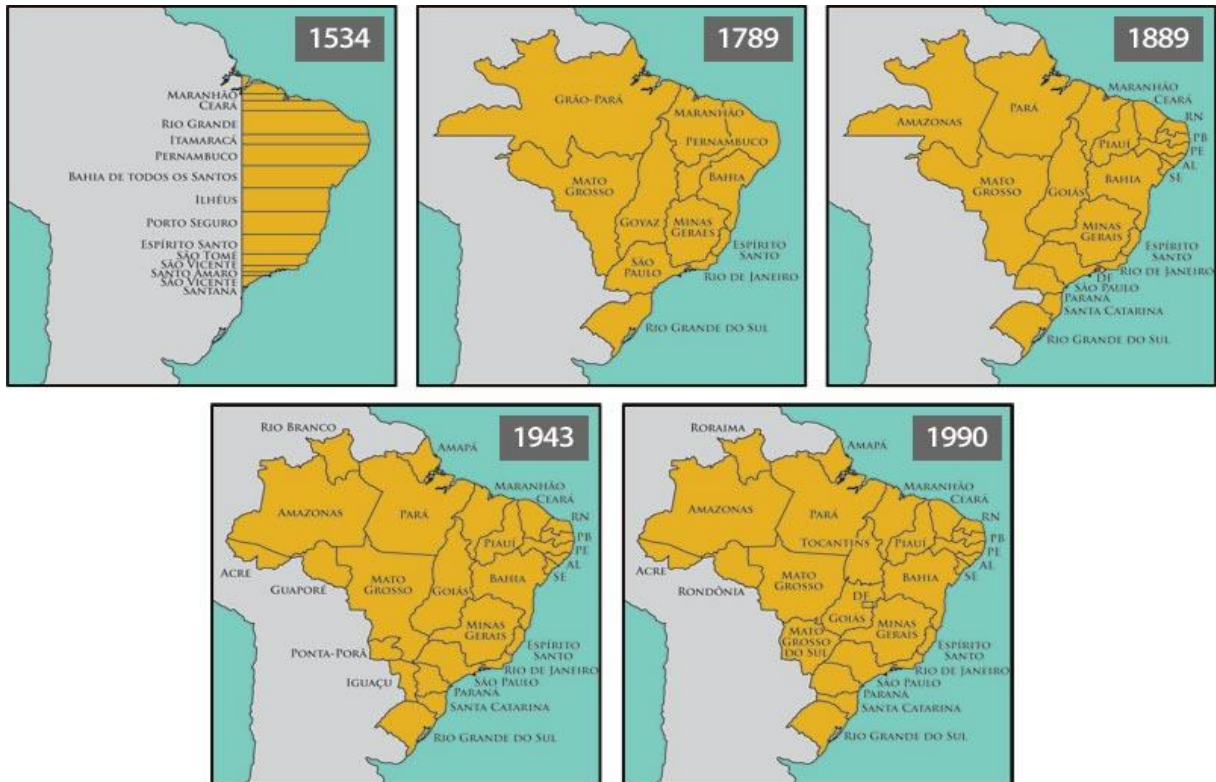 1534
MARANHÃO
CEARÁ
RIO GRANDE
ITAMARACÁ
PERNAMBUCO
BAHIA DE TODOS OS SANTOS
ILHÉUS
PORTO SEGURO
ESPÍRITO SANTO
SÃO TOMÉ
SÃO VICENTE
SANTO AMARO
SÃO VICENTE
SANTANA
1789
GRÃO-PARÁ
MARANHÃO
PERNAMBUCO
BAHIA
MATO
GROSSO
GOYAZ
MINAS
GERAES
ESPÍRITO
SANTO
SÃO
PAULO
RIO DE JANEIRO
RIO GRANDE DO SUL
1889
MARANHÃO
CEARÁ
RN
PB
PE
AL
SE
AMAZONAS
PARÁ
PIAUÍ
BAHIA
MATO
GROSSO
GOIÁS
MINAS
GERAIS
ESPÍRITO
SANTO
RIO DE JANEIRO
DF
SÃO PAULO
PARANÁ
SANTA CATARINA
RIO GRANDE DO SUL
1943
RIO BRANCO
AMAPÁ
MARANHÃO
CEARÁ
RN
PB
PE
AL
SE
AMAZONAS
PARÁ
PIAUÍ
ACRE
GUAPORÉ
MATO
GROSSO
GOIÁS
BAHIA
MINAS
GERAIS
PONTA-PORÃ
IGUAÇU
ESPÍRITO
SANTO
RIO DE JANEIRO
SÃO PAULO
PARANÁ
SANTA CATARINA
RIO GRANDE DO SUL
1990
RORAIMA
AMAPÁ
MARANHÃO
CEARÁ
RN
PB
PE
AL
SE
AMAZONAS
PARÁ
TOCANTINS
PIAUÍ
ACRE
RONDÔNIA
MATO
GROSSO
BAHIA
DF
GOIÁS
MINAS
GERAIS
MATO
GROSSO
DO SUL
ESPÍRITO
SANTO
RIO DE JANEIRO
SÃO PAULO
PARANÁ
SANTA CATARINA
RIO GRANDE DO SUL